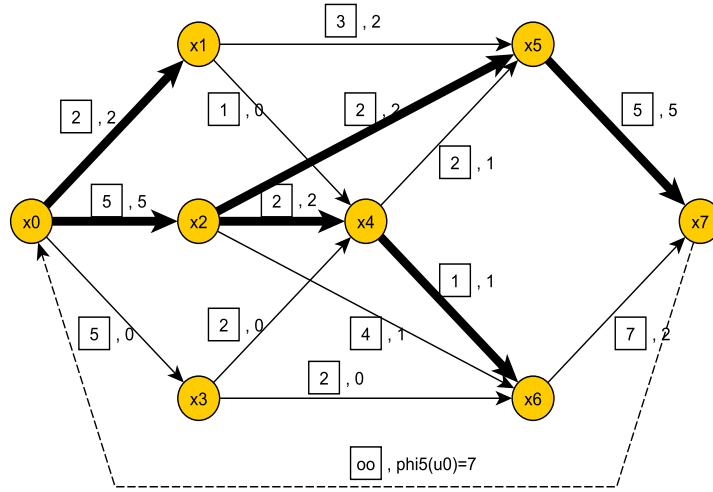 3 , 2
x1
x5
2 , 2
1 , 0
2 , 2
5 , 5
2 , 1
5 , 5
2 , 2
x0
x2
x4
x7
1 , 1
5 , 0
2 , 0
4 , 1
7 , 2
2 , 0
x3
x6
oo , phi5(u0)=7